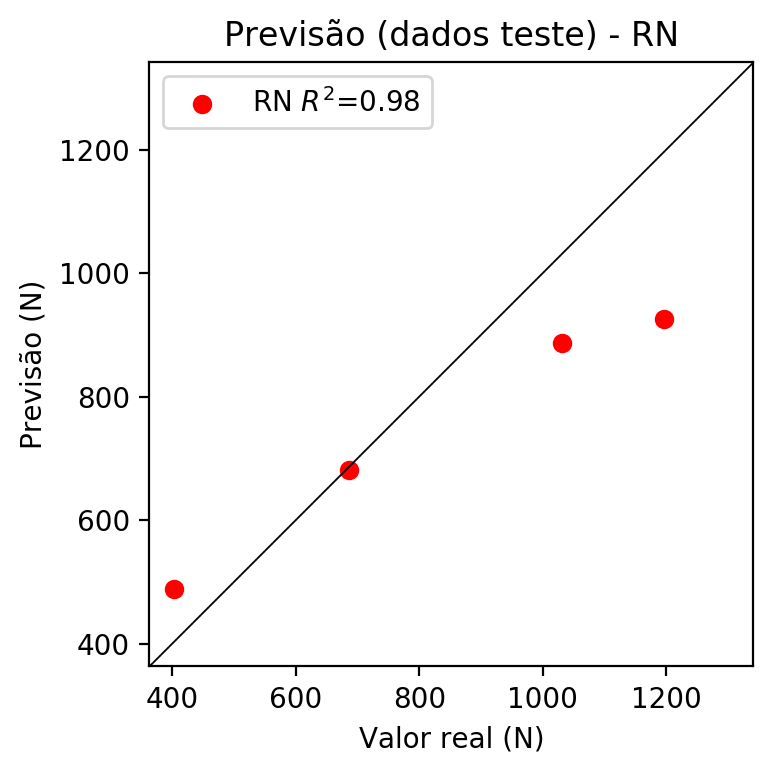 Previsão (dados teste) - RN
RN R²=0.98
1200
1000
800
600
400
Previsão (N)
400 600 800 1000 1200
Valor real (N)